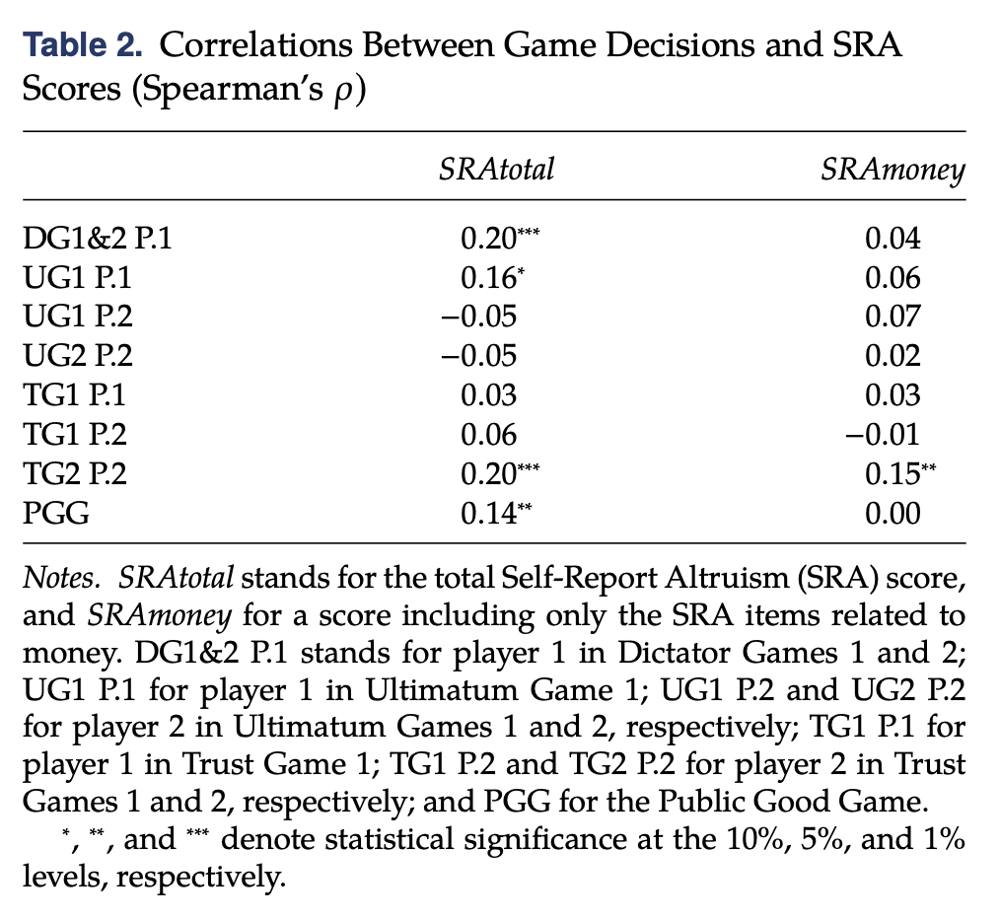 Table 2. Correlations Between Game Decisions and SRA
Scores (Spearman's ρ)
SRAtotal SRAmoney
DG1&2 P.1 0.20*** 0.04
UG1 P.1 0.16* 0.06
UG1 P.2 −0.05 0.07
UG2 P.2 −0.05 0.02
TG1 P.1 0.03 0.03
TG1 P.2 0.06 −0.01
TG2 P.2 0.20*** 0.15**
PGG 0.14** 0.00
Notes. SRAtotal stands for the total Self-Report Altruism (SRA) score,
and SRAmoney for a score including only the SRA items related to
money. DG1&2 P.1 stands for player 1 in Dictator Games 1 and 2;
UG1 P.1 for player 1 in Ultimatum Game 1; UG1 P.2 and UG2 P.2
for player 2 in Ultimatum Games 1 and 2, respectively; TG1 P.1 for
player 1 in Trust Game 1; TG1 P.2 and TG2 P.2 for player 2 in Trust
Games 1 and 2, respectively; and PGG for the Public Good Game.
*, **, and *** denote statistical significance at the 10%, 5%, and 1%
levels, respectively.